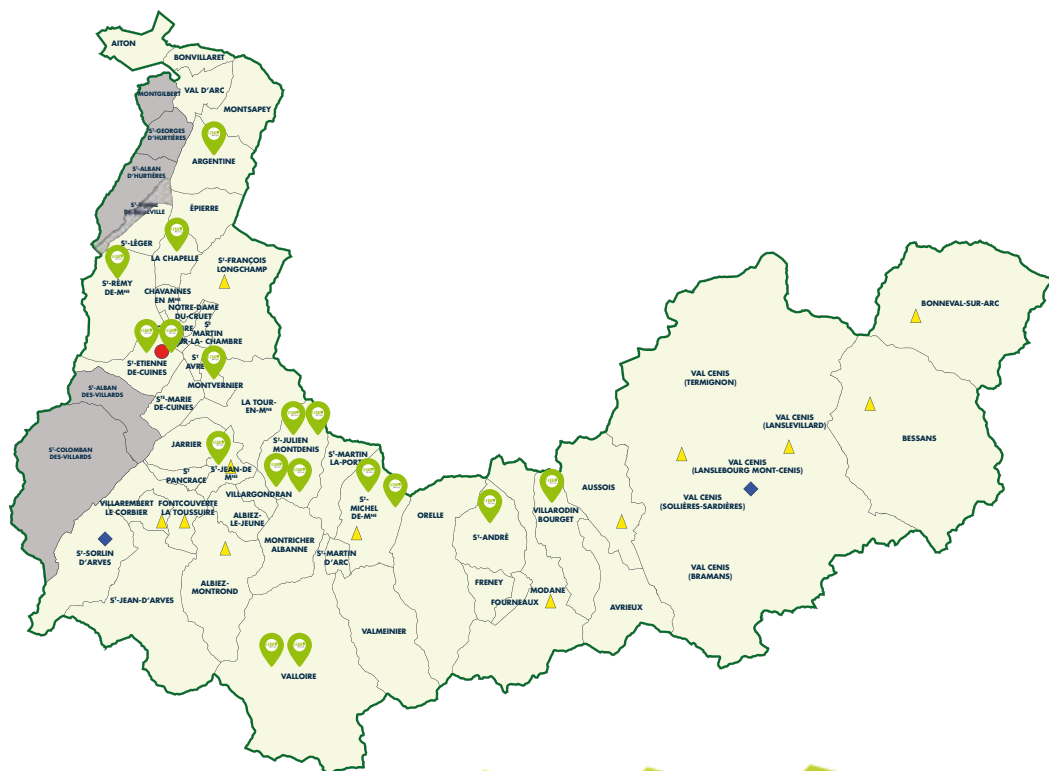 AITON
BONVILLARET
MONTGILBERT
VAL D'ARC
MONTSAPEY
Sᵗ-GEORGES
D'HURTIÈRES
ARGENTINE
Sᵗ-ALBAN
D'HURTIÈRES
ÉPIERRE
Sᵗ-LÉGER
LA CHAPELLE
Sᵗ-FRANÇOIS
LONGCHAMP
Sᵗ-RÉMY
DE-Mᴺᴱ
CHAVANNES
EN Mᴺᴱ
NOTRE-DAME
DU-CRUET
Sᵗ
MARTIN
SUR-LA- CHAMBRE
Sᵗ-ETIENNE
DE-CUINES
Sᵗ
AVRE
MONTVERNIER
Sᵗ-ALBAN
DES-VILLARDS
Sᵗᵉ-MARIE
DE-CUINES
LA TOUR-
EN-Mᴺᴱ
Sᵗ-COLOMBAN
DES-VILLARDS
JARRIER
Sᵗ-JULIEN
MONTDENIS
Sᵗ-MARTIN
LA-PORTE
Sᵗ
PANCRACE
Sᵗ-JEAN-DE
Mᴺᴱ
VILLARGONDRAN
VILLAREMBERT
LE CORBIER
FONTCOUVERTE
LA TOUSSUIRE
ALBIEZ-
LE-JEUNE
Sᵗ-
MICHEL
DE-Mᴺᴱ
ORELLE
MONTRICHER
ALBANNE
Sᵗ-MARTIN
D'ARC
Sᵗ-SORLIN
D'ARVES
Sᵗ-JEAN-D'ARVES
ALBIEZ-
MONTROND
VALMEINIER
VALLOIRE
Sᵗ-ANDRÉ
FRENEY
FOURNEAUX
MODANE
VILLARODIN
BOURGET
AUSSOIS
AVRIEUX
VAL CENIS
(TERMIGNON)
VAL CENIS
(LANSLEVILLARD)
VAL CENIS
(LANSLEBOURG MONT-CENIS)
VAL CENIS
(SOLLIÈRES-SARDIÈRES)
VAL CENIS
(BRAMANS)
BESSANS
BONNEVAL-SUR-ARC